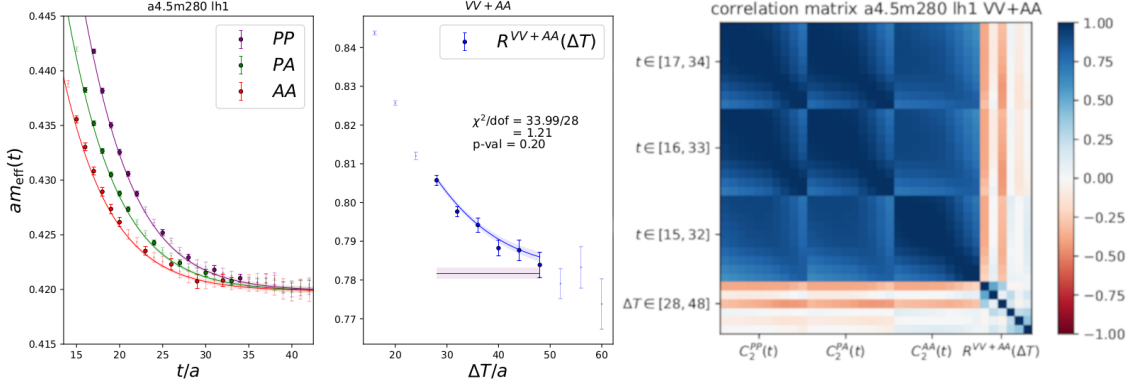 a4.5m280 lh1
0.445
0.440
0.435
0.430
0.425
0.420
0.415
am_eff(t)
PP
PA
AA
15 20 25 30 35 40
t/a
VV+AA
0.84
0.83
0.82
0.81
0.80
0.79
0.78
0.77
R^{VV+AA}(ΔT)
χ²/dof = 33.99/28
= 1.21
p-val = 0.20
20 30 40 50 60
ΔT/a
correlation matrix a4.5m280 lh1 VV+AA
t∈[17,34]
t∈[16,33]
t∈[15,32]
ΔT∈[28,48]
C_2^{PP}(t) C_2^{PA}(t) C_2^{AA}(t) R^{VV+AA}(ΔT)
1.00
0.75
0.50
0.25
0.00
−0.25
−0.50
−0.75
−1.00